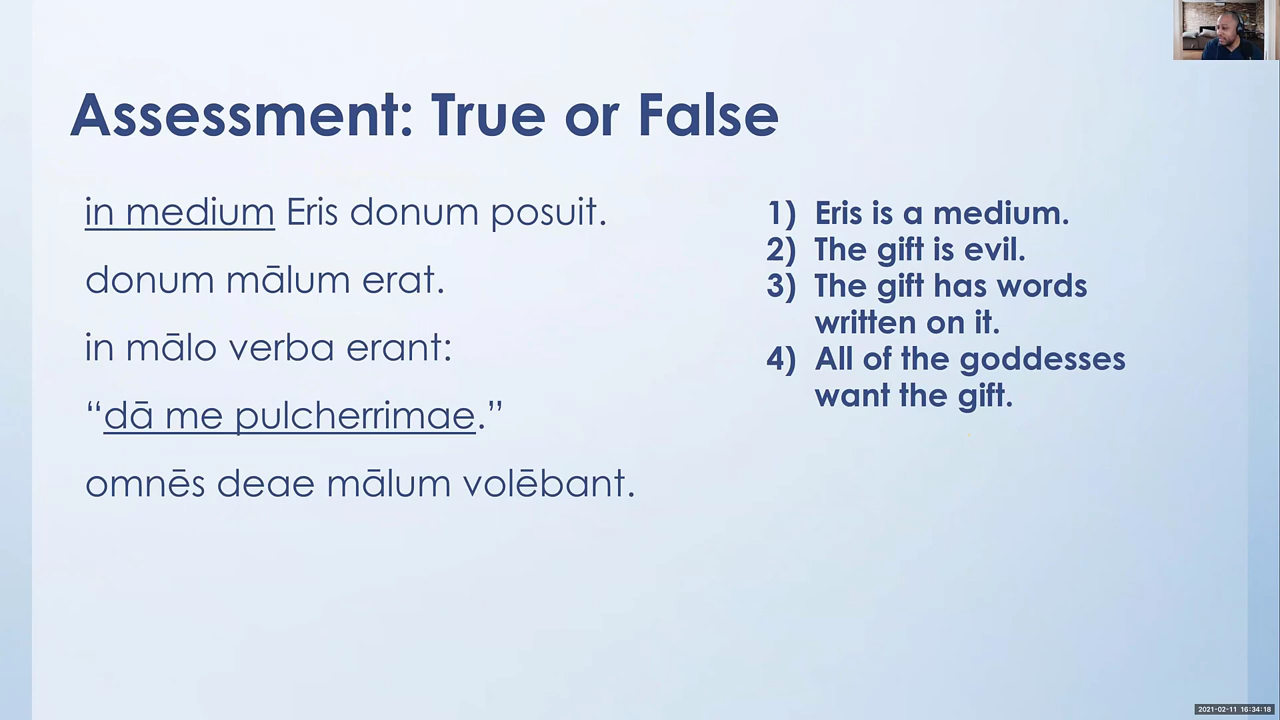 Assessment: True or False
in medium Eris donum posuit.
donum mālum erat.
in mālo verba erant:
“dā me pulcherrimae.”
omnēs deae mālum volēbant.
1) Eris is a medium.
2) The gift is evil.
3) The gift has words
written on it.
4) All of the goddesses
want the gift.
2021-02-11 16:34:18